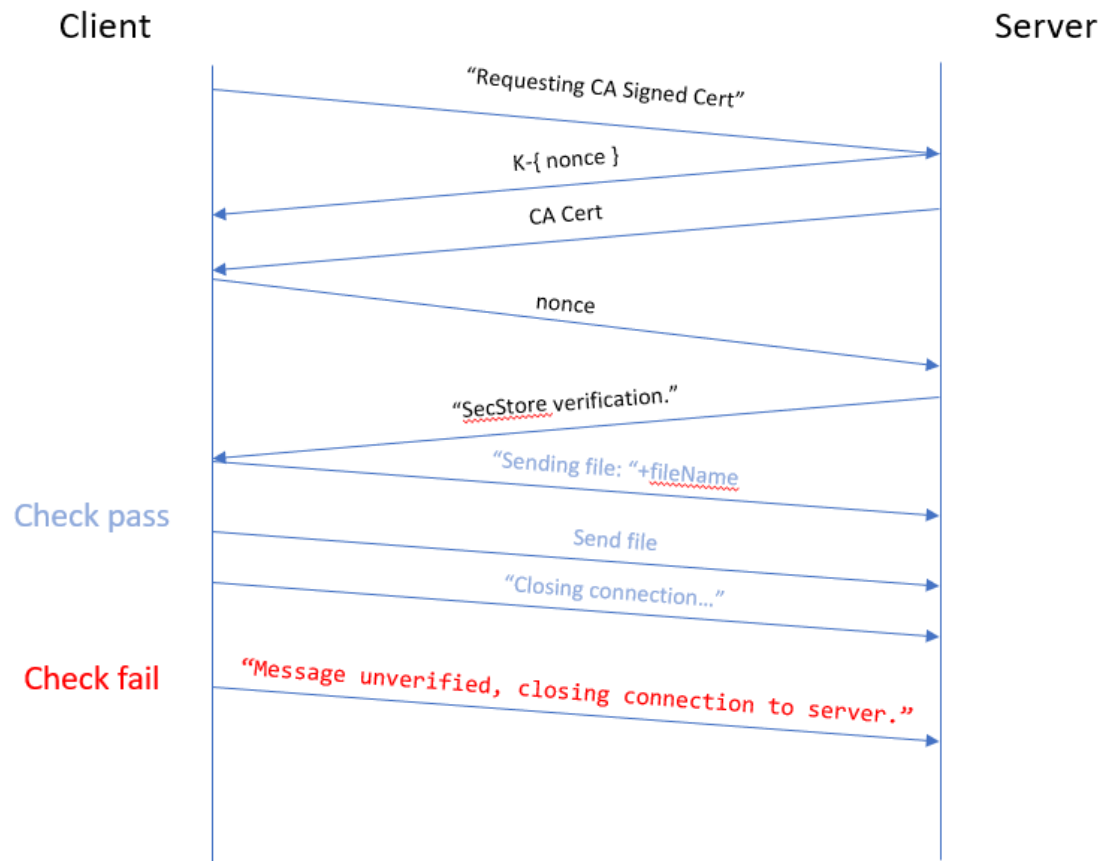 Client
Server
“Requesting CA Signed Cert”
K-{ nonce }
CA Cert
nonce
“SecStore verification.”
“Sending file: “+fileName
Check pass
Send file
“Closing connection…”
Check fail
“Message unverified, closing connection to server.”